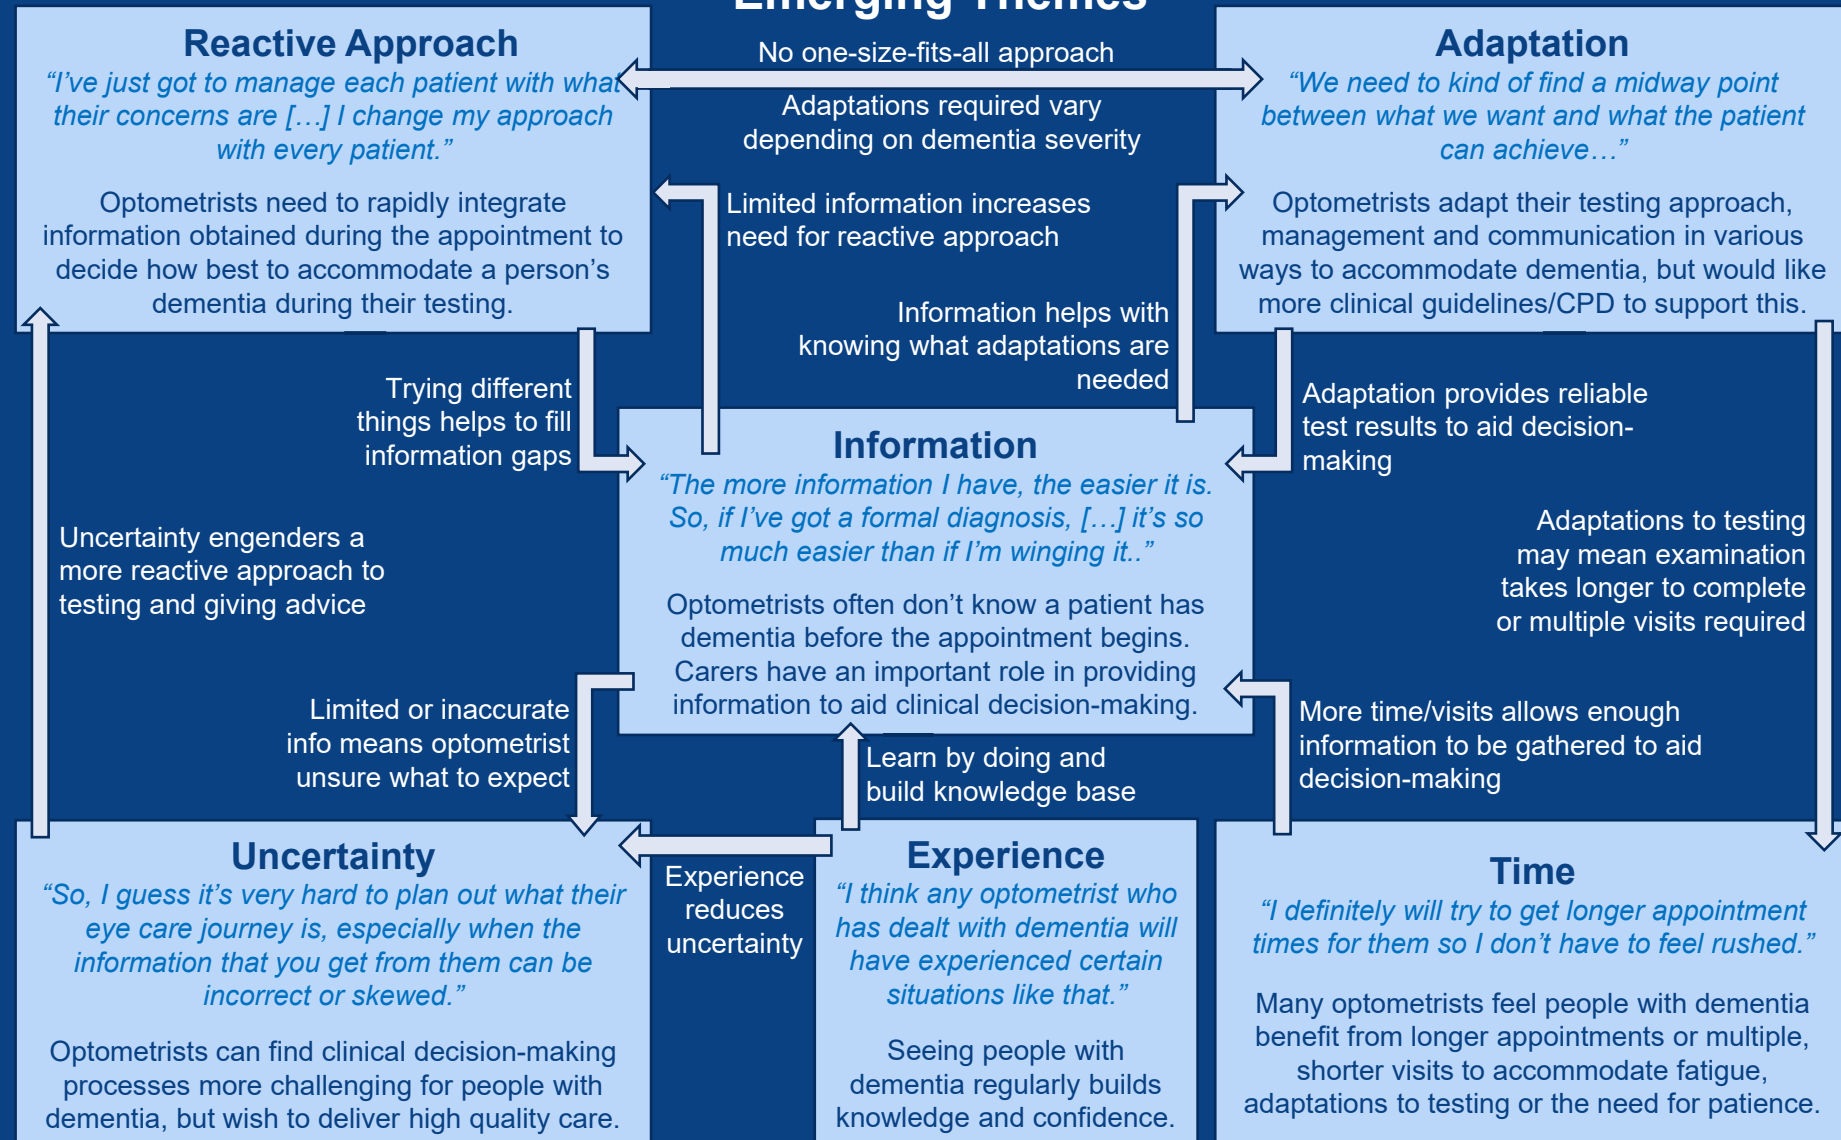 Emerging Themes
Reactive Approach
“I’ve just got to manage each patient with what
their concerns are […] I change my approach
with every patient.”
Optometrists need to rapidly integrate
information obtained during the appointment to
decide how best to accommodate a person’s
dementia during their testing.
No one-size-fits-all approach
Adaptations required vary
depending on dementia severity
Adaptation
“We need to kind of find a midway point
between what we want and what the patient
can achieve…”
Optometrists adapt their testing approach,
management and communication in various
ways to accommodate dementia, but would like
more clinical guidelines/CPD to support this.
Limited information increases
need for reactive approach
Information helps with
knowing what adaptations are
needed
Trying different
things helps to fill
information gaps
Adaptation provides reliable
test results to aid decision-
making
Information
“The more information I have, the easier it is.
So, if I’ve got a formal diagnosis, […] it’s so
much easier than if I’m winging it..”
Optometrists often don’t know a patient has
dementia before the appointment begins.
Carers have an important role in providing
information to aid clinical decision-making.
Uncertainty engenders a
more reactive approach to
testing and giving advice
Adaptations to testing
may mean examination
takes longer to complete
or multiple visits required
Limited or inaccurate
info means optometrist
unsure what to expect
Learn by doing and
build knowledge base
More time/visits allows enough
information to be gathered to aid
decision-making
Uncertainty
“So, I guess it’s very hard to plan out what their
eye care journey is, especially when the
information that you get from them can be
incorrect or skewed.”
Optometrists can find clinical decision-making
processes more challenging for people with
dementia, but wish to deliver high quality care.
Experience
reduces
uncertainty
Experience
“I think any optometrist who
has dealt with dementia will
have experienced certain
situations like that.”
Seeing people with
dementia regularly builds
knowledge and confidence.
Time
“I definitely will try to get longer appointment
times for them so I don’t have to feel rushed.”
Many optometrists feel people with dementia
benefit from longer appointments or multiple,
shorter visits to accommodate fatigue,
adaptations to testing or the need for patience.